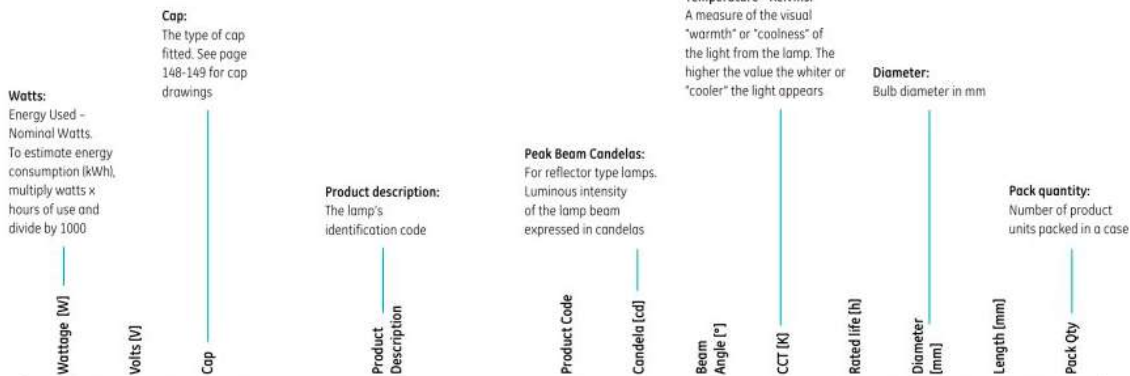 Cap:
The type of cap
fitted. See page
148-149 for cap
drawings
A measure of the visual
"warmth" or "coolness" of
the light from the lamp. The
higher the value the whiter or
"cooler" the light appears
Diameter:
Bulb diameter in mm
Watts:
Energy Used –
Nominal Watts.
To estimate energy
consumption (kWh),
multiply watts x
hours of use and
divide by 1000
Product description:
The lamp's
identification code
Peak Beam Candelas:
For reflector type lamps.
Luminous intensity
of the lamp beam
expressed in candelas
Pack quantity:
Number of product
units packed in a case
Wattage [W]
Volts [V]
Cap
Product
Description
Product Code
Candela [cd]
Beam
Angle [°]
CCT [K]
Rated life [h]
Diameter
[mm]
Length [mm]
Pack Qty